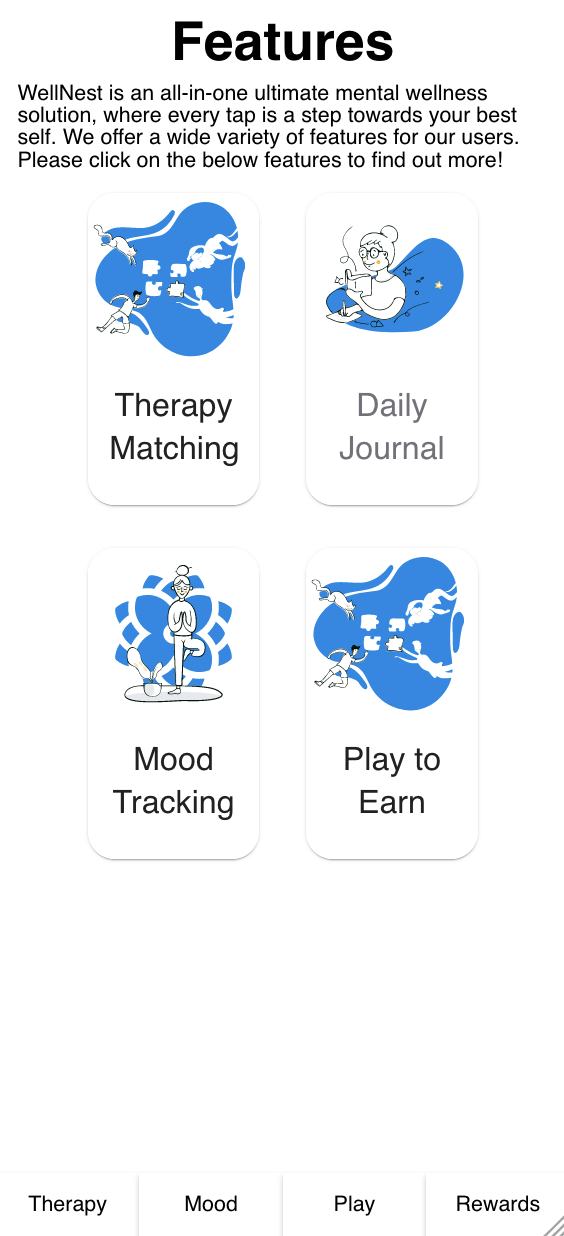 Features
WellNest is an all-in-one ultimate mental wellness
solution, where every tap is a step towards your best
self. We offer a wide variety of features for our users.
Please click on the below features to find out more!
Therapy
Matching
Daily
Journal
Mood
Tracking
Play to
Earn
Therapy
Mood
Play
Rewards